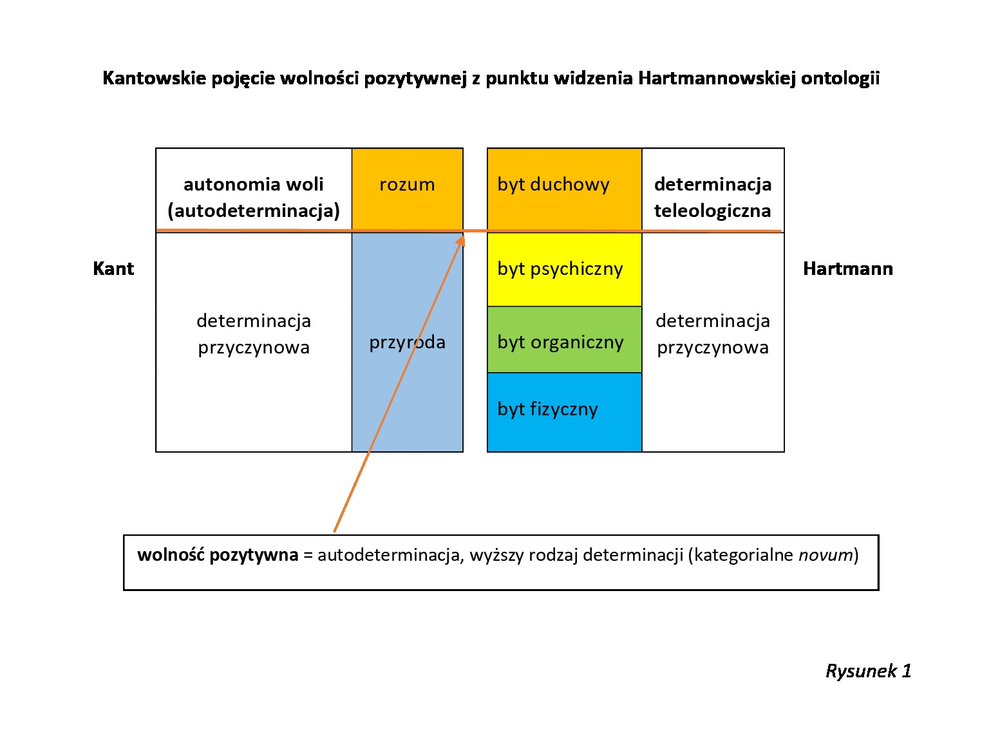 Kantowskie pojęcie wolności pozytywnej z punktu widzenia Hartmannowskiej ontologii
autonomia woli
(autodeterminacja)
rozum
byt duchowy
determinacja
teleologiczna
Kant
byt psychiczny
Hartmann
determinacja
przyczynowa
przyroda
byt organiczny
determinacja
przyczynowa
byt fizyczny
wolność pozytywna = autodeterminacja, wyższy rodzaj determinacji (kategorialne novum)
Rysunek 1